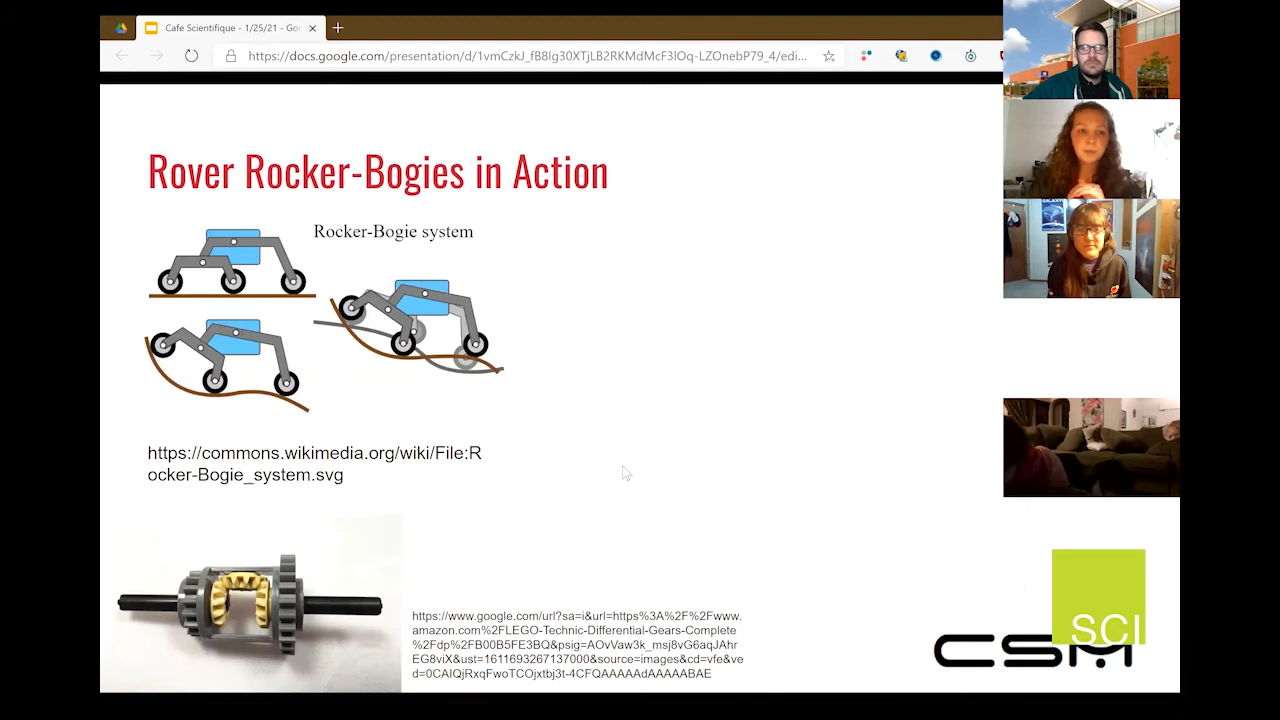 Cafe Scientifique - 1/25/21 - Goo
https://docs.google.com/presentation/d/1vmCzkJ_fB8Ig30XTjLB2RKMdMcF3lOq-LZOnebP79_4/edi...
Rover Rocker-Bogies in Action
Rocker-Bogie system
https://commons.wikimedia.org/wiki/File:R
ocker-Bogie_system.svg
https://www.google.com/url?sa=i&url=https%3A%2F%2Fwww.
amazon.com%2FLEGO-Technic-Differential-Gears-Complete
%2Fdp%2FB00B5FE3BQ&psig=AOvVaw3k_msj8vG6aqJAhr
EG8viX&ust=1611693267137000&source=images&cd=vfe&ve
d=0CAIQjRxqFwoTCOjxtbj3t-4CFQAAAAAdAAAAABAE
SCI
CSM